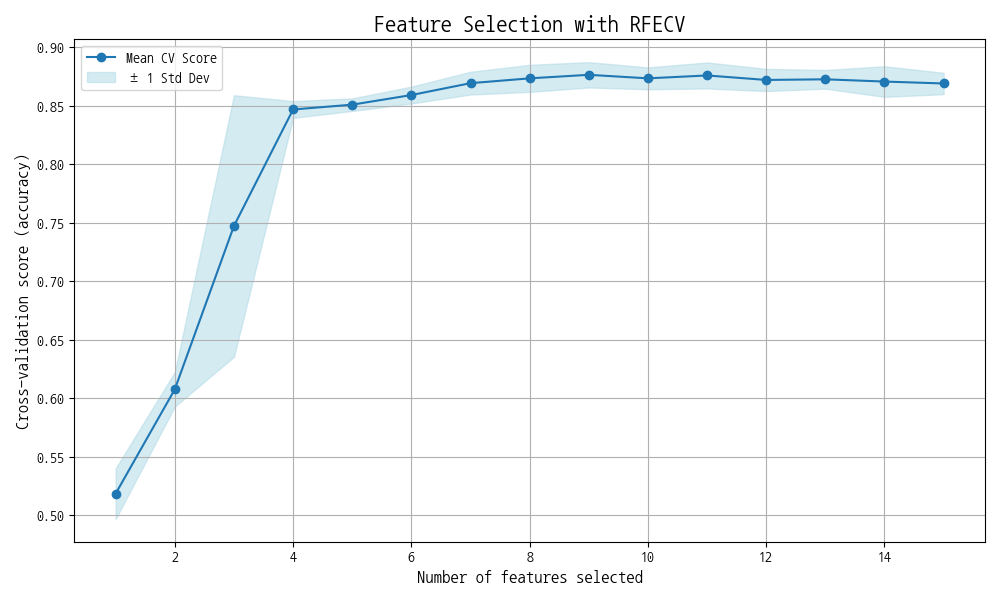 Feature Selection with RFECV
Mean CV Score
± 1 Std Dev
Cross-validation score (accuracy)
0.90
0.85
0.80
0.75
0.70
0.65
0.60
0.55
0.50
2 4 6 8 10 12 14
Number of features selected